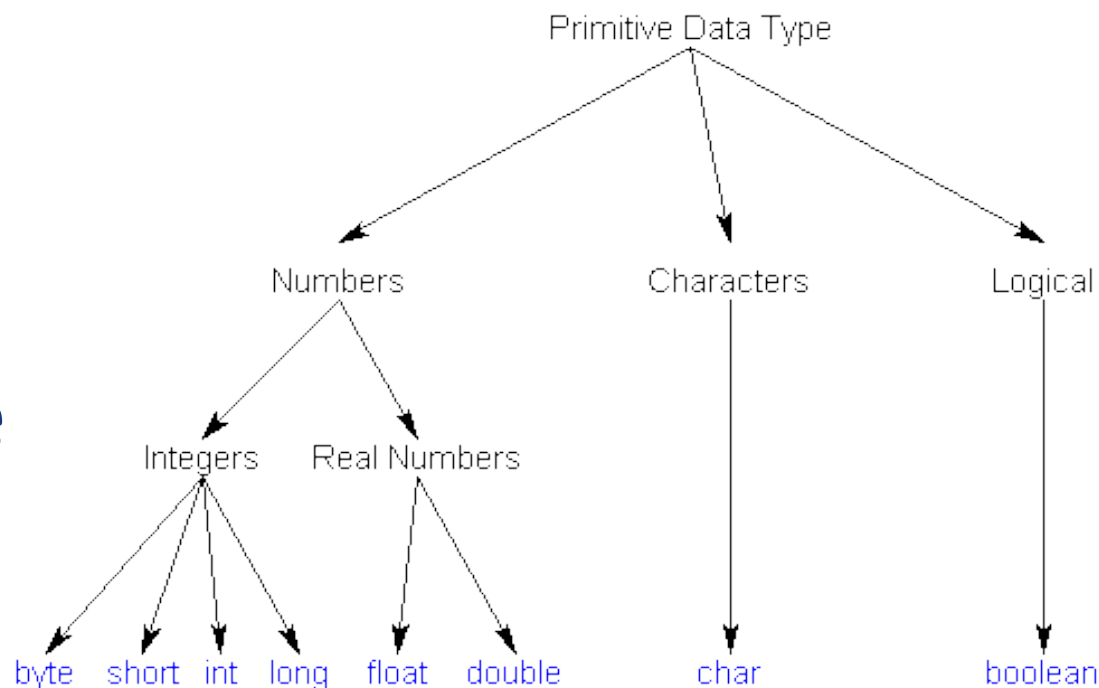 Primitive Data Type
Numbers Characters Logical
Integers Real Numbers
byte short int long float double char boolean